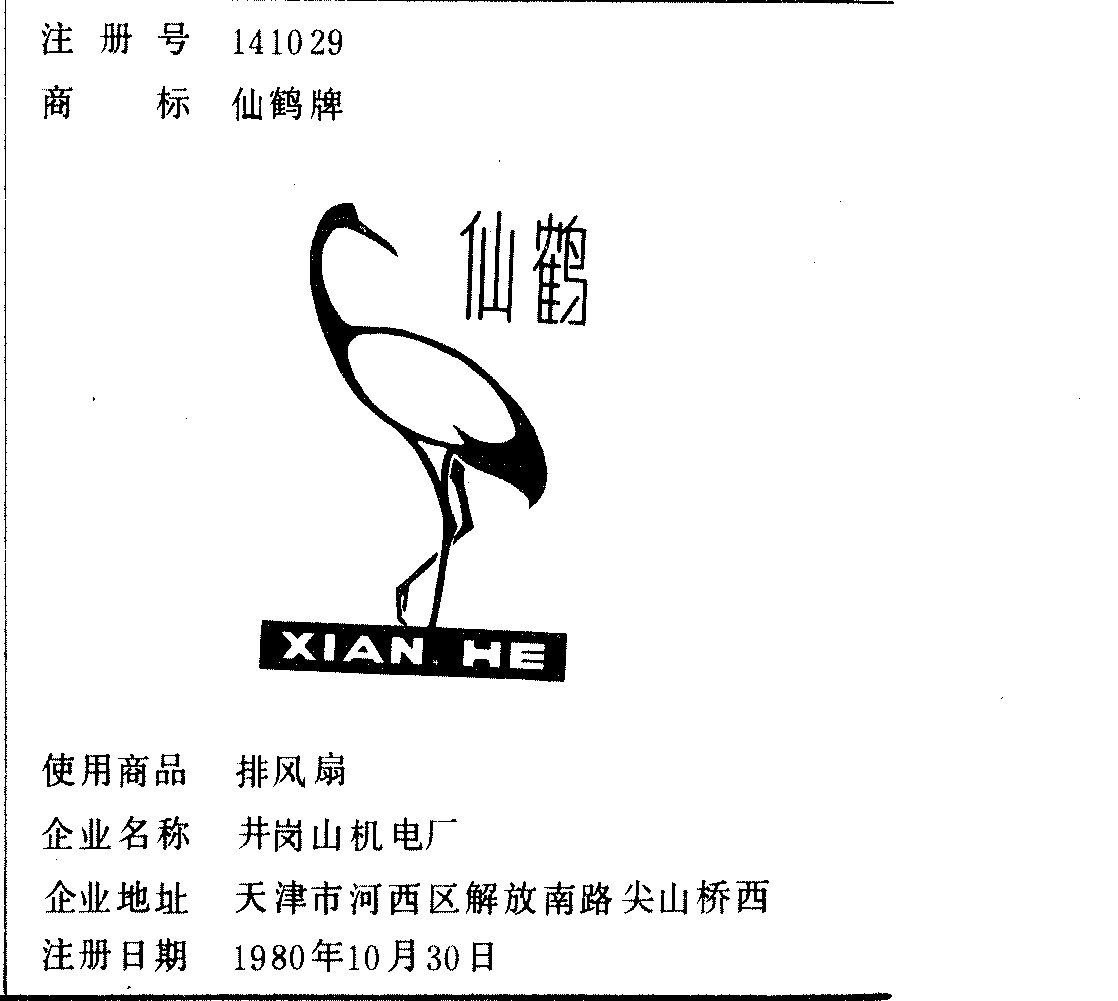 注册号 141029
商标 仙鹤牌
仙鹤
XIAN HE
使用商品 排风扇
企业名称 井岗山机电厂
企业地址 天津市河西区解放南路尖山桥西
注册日期 1980年10月30日